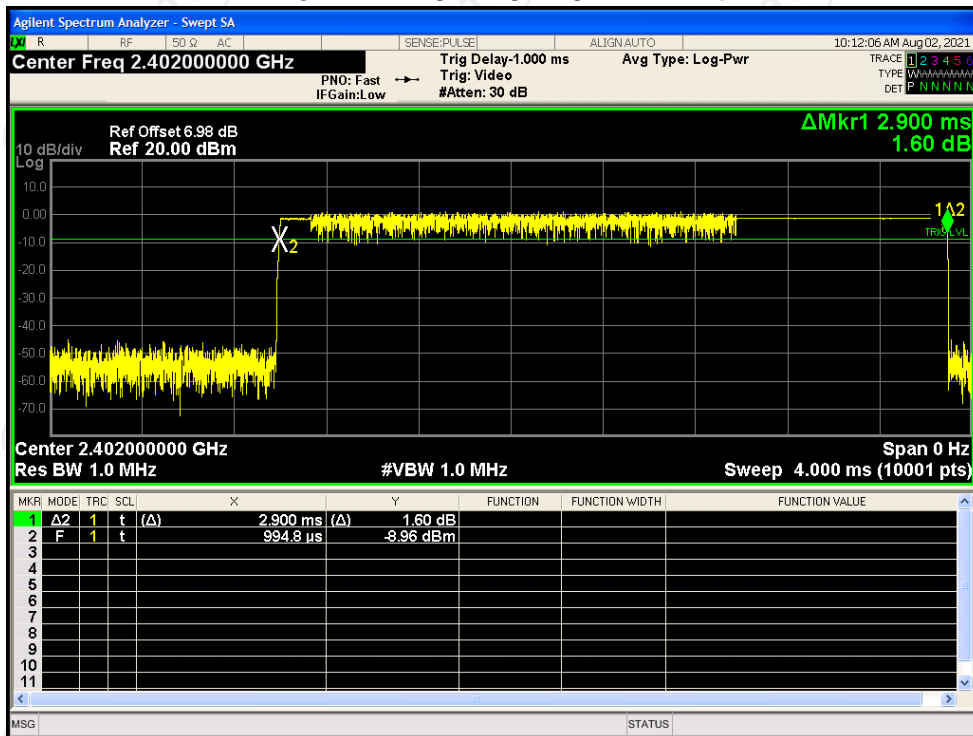 Agilent Spectrum Analyzer - Swept SA
LXI R RF 50 Ω AC SENSE:PULSE ALIGN AUTO 10:12:06 AM Aug 02, 2021
Center Freq 2.402000000 GHz
PNO: Fast
IFGain:Low
Trig Delay-1.000 ms
Trig: Video
#Atten: 30 dB
Avg Type: Log-Pwr
TRACE 1 2 3 4 5 6
TYPE W
DET P N N N N N
ΔMkr1 2.900 ms
1.60 dB
Ref Offset 6.98 dB
10 dB/div Ref 20.00 dBm
Log
10.0
0.00
-10.0
-20.0
-30.0
-40.0
-50.0
-60.0
-70.0
2
1Δ2
TRIG LVL
Center 2.402000000 GHz Span 0 Hz
Res BW 1.0 MHz #VBW 1.0 MHz Sweep 4.000 ms (10001 pts)
MKR MODE TRC SCL X Y FUNCTION FUNCTION WIDTH FUNCTION VALUE
1 Δ2 1 t (Δ) 2.900 ms (Δ) 1.60 dB
2 F 1 t 994.8 µs -8.96 dBm
3
4
5
6
7
8
9
10
11
MSG STATUS